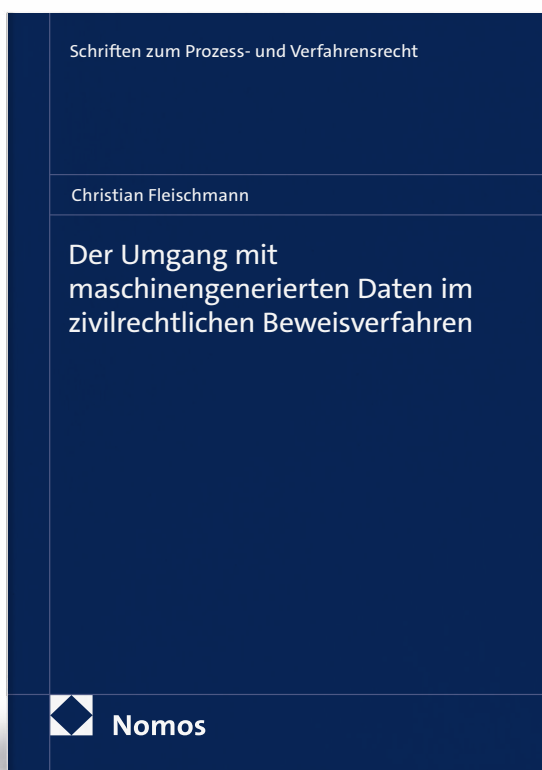 Schriften zum Prozess- und Verfahrensrecht
Christian Fleischmann
Der Umgang mit
maschinengenerierten Daten im
zivilrechtlichen Beweisverfahren
Nomos